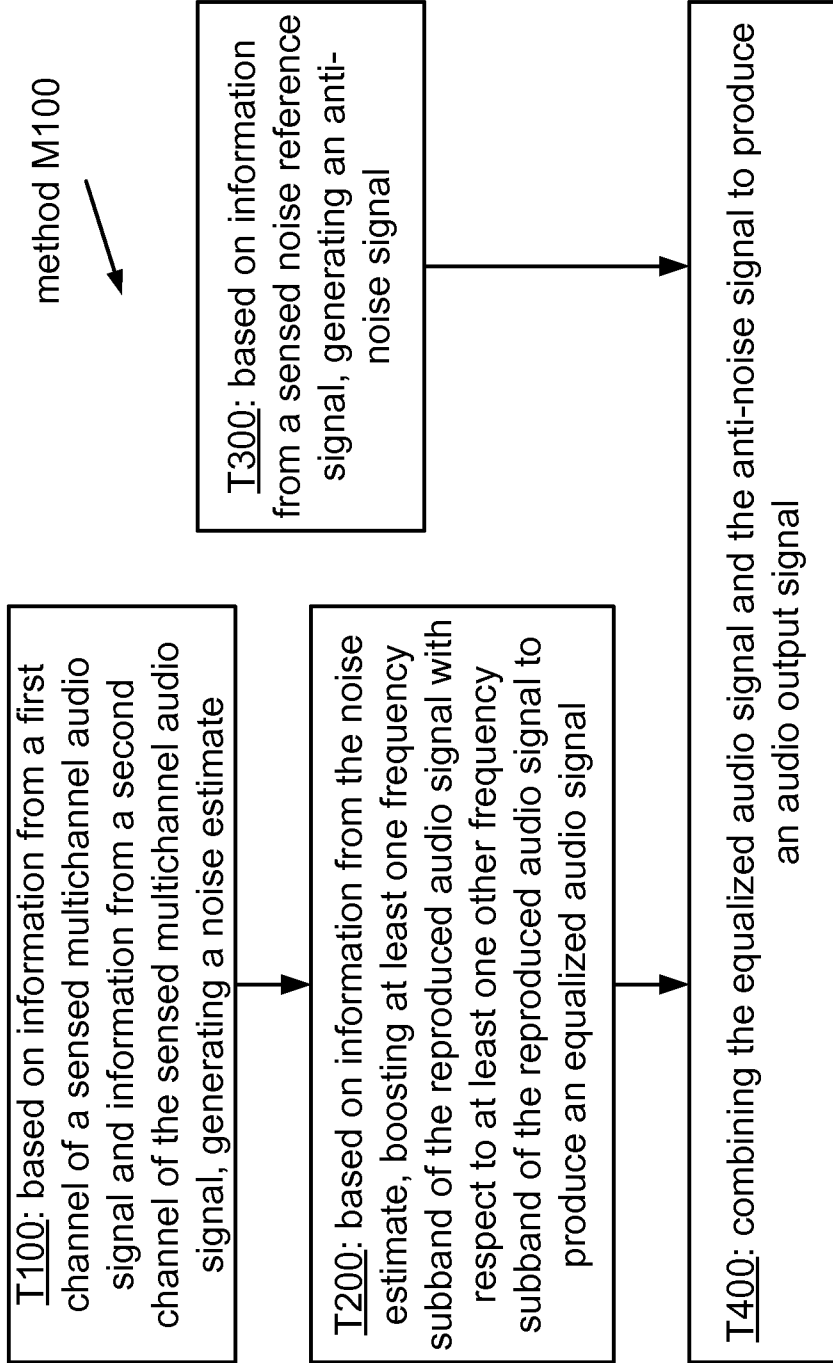 method M100
T100: based on information from a first
channel of a sensed multichannel audio
signal and information from a second
channel of the sensed multichannel audio
signal, generating a noise estimate
T300: based on information
from a sensed noise reference
signal, generating an anti-
noise signal
T200: based on information from the noise
estimate, boosting at least one frequency
subband of the reproduced audio signal with
respect to at least one other frequency
subband of the reproduced audio signal to
produce an equalized audio signal
T400: combining the equalized audio signal and the anti-noise signal to produce
an audio output signal